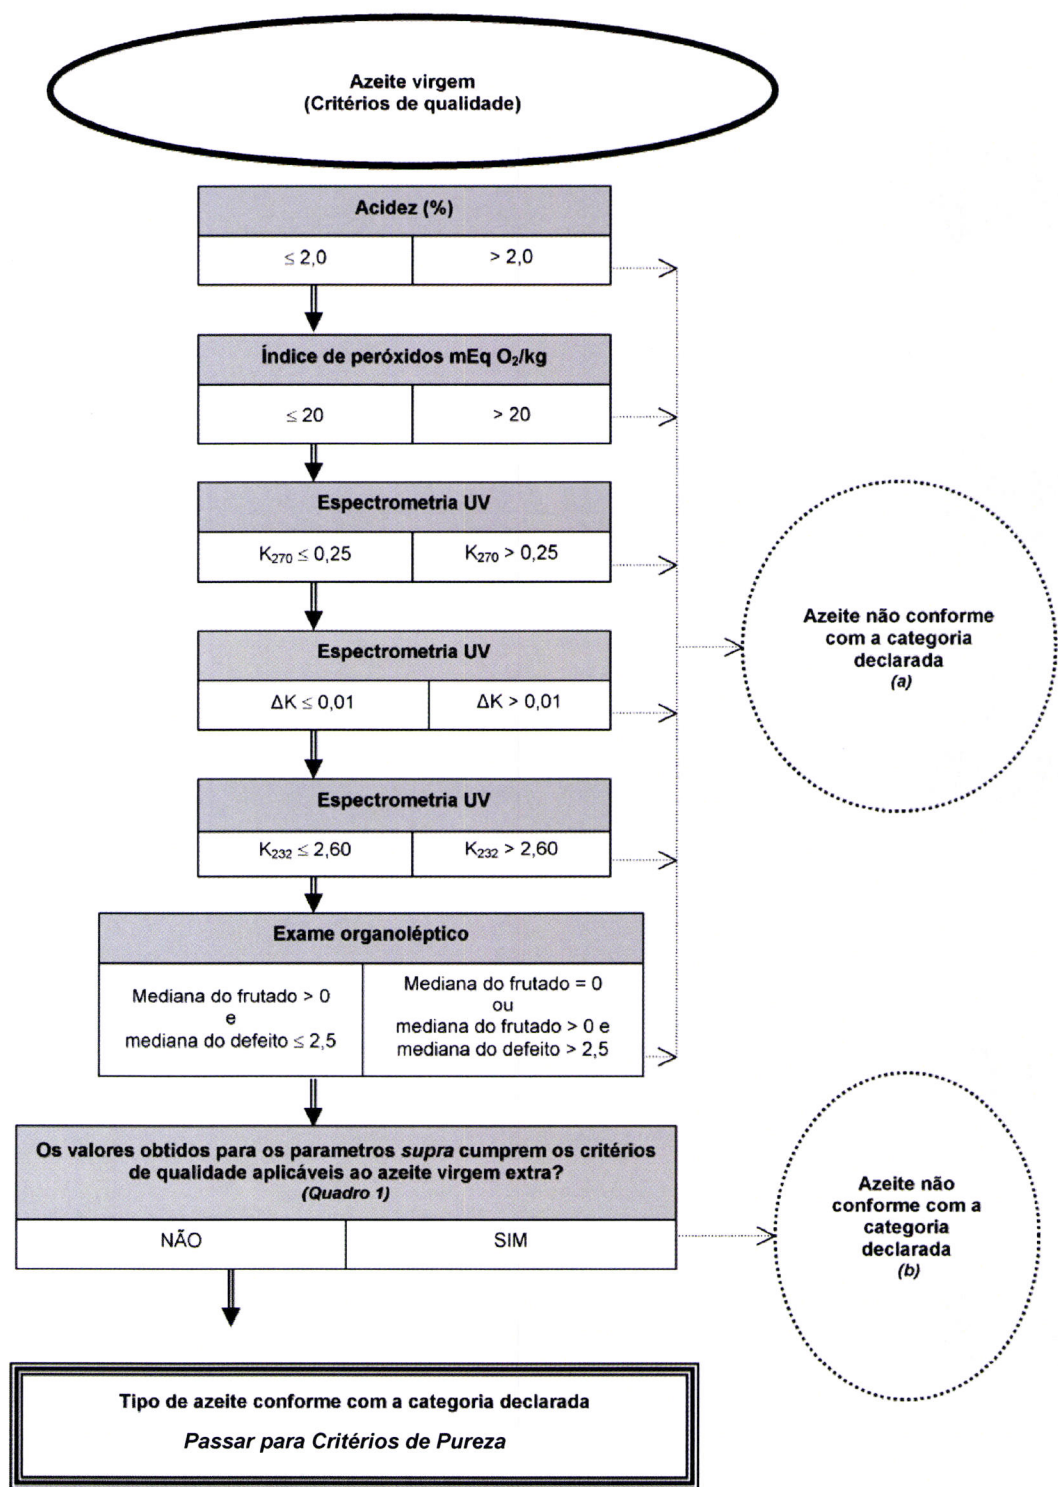 Azeite virgem
(Critérios de qualidade)
Acidez (%)
≤ 2,0
> 2,0
Índice de peróxidos mEq O₂/kg
≤ 20
> 20
Espectrometria UV
K₂₇₀ ≤ 0,25
K₂₇₀ > 0,25
Espectrometria UV
ΔK ≤ 0,01
ΔK > 0,01
Azeite não conforme
com a categoria
declarada
(a)
Espectrometria UV
K₂₃₂ ≤ 2,60
K₂₃₂ > 2,60
Exame organoléptico
Mediana do frutado > 0
e
mediana do defeito ≤ 2,5
Mediana do frutado = 0
ou
mediana do frutado > 0 e
mediana do defeito > 2,5
Os valores obtidos para os parametros supra cumprem os critérios
de qualidade aplicáveis ao azeite virgem extra?
(Quadro 1)
NÃO
SIM
Azeite não
conforme com a
categoria
declarada
(b)
Tipo de azeite conforme com a categoria declarada
Passar para Critérios de Pureza